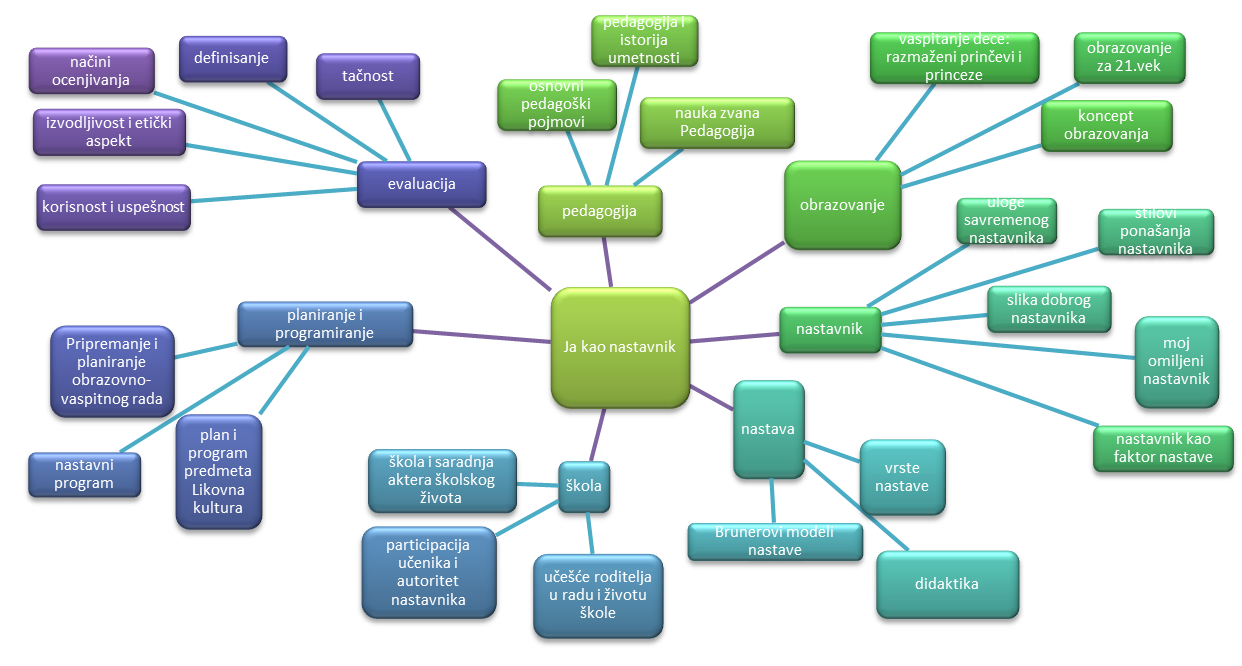 načini
ocenjivanja
definisanje
tačnost
izvodljivost i etički
aspekt
korisnost i uspešnost
evaluacija
pedagogija i
istorija
umetnosti
osnovni
pedagoški
pojmovi
nauka zvana
Pedagogija
pedagogija
vaspitanje dece:
razmaženi prinčevi i
princeze
obrazovanje
za 21.vek
koncept
obrazovanja
obrazovanje
uloge
savremenog
nastavnika
stilovi
ponašanja
nastavnika
slika dobrog
nastavnika
moj
omiljeni
nastavnik
nastavnik kao
faktor nastave
nastavnik
Ja kao nastavnik
planiranje i
programiranje
Pripremanje i
planiranje
obrazovno-
vaspitnog rada
nastavni
program
plan i
program
predmeta
Likovna
kultura
škola i saradnja
aktera školskog
života
škola
participacija
učenika i
autoritet
nastavnika
učešće roditelja
u radu i životu
škole
nastava
vrste
nastave
Brunerovi modeli
nastave
didaktika